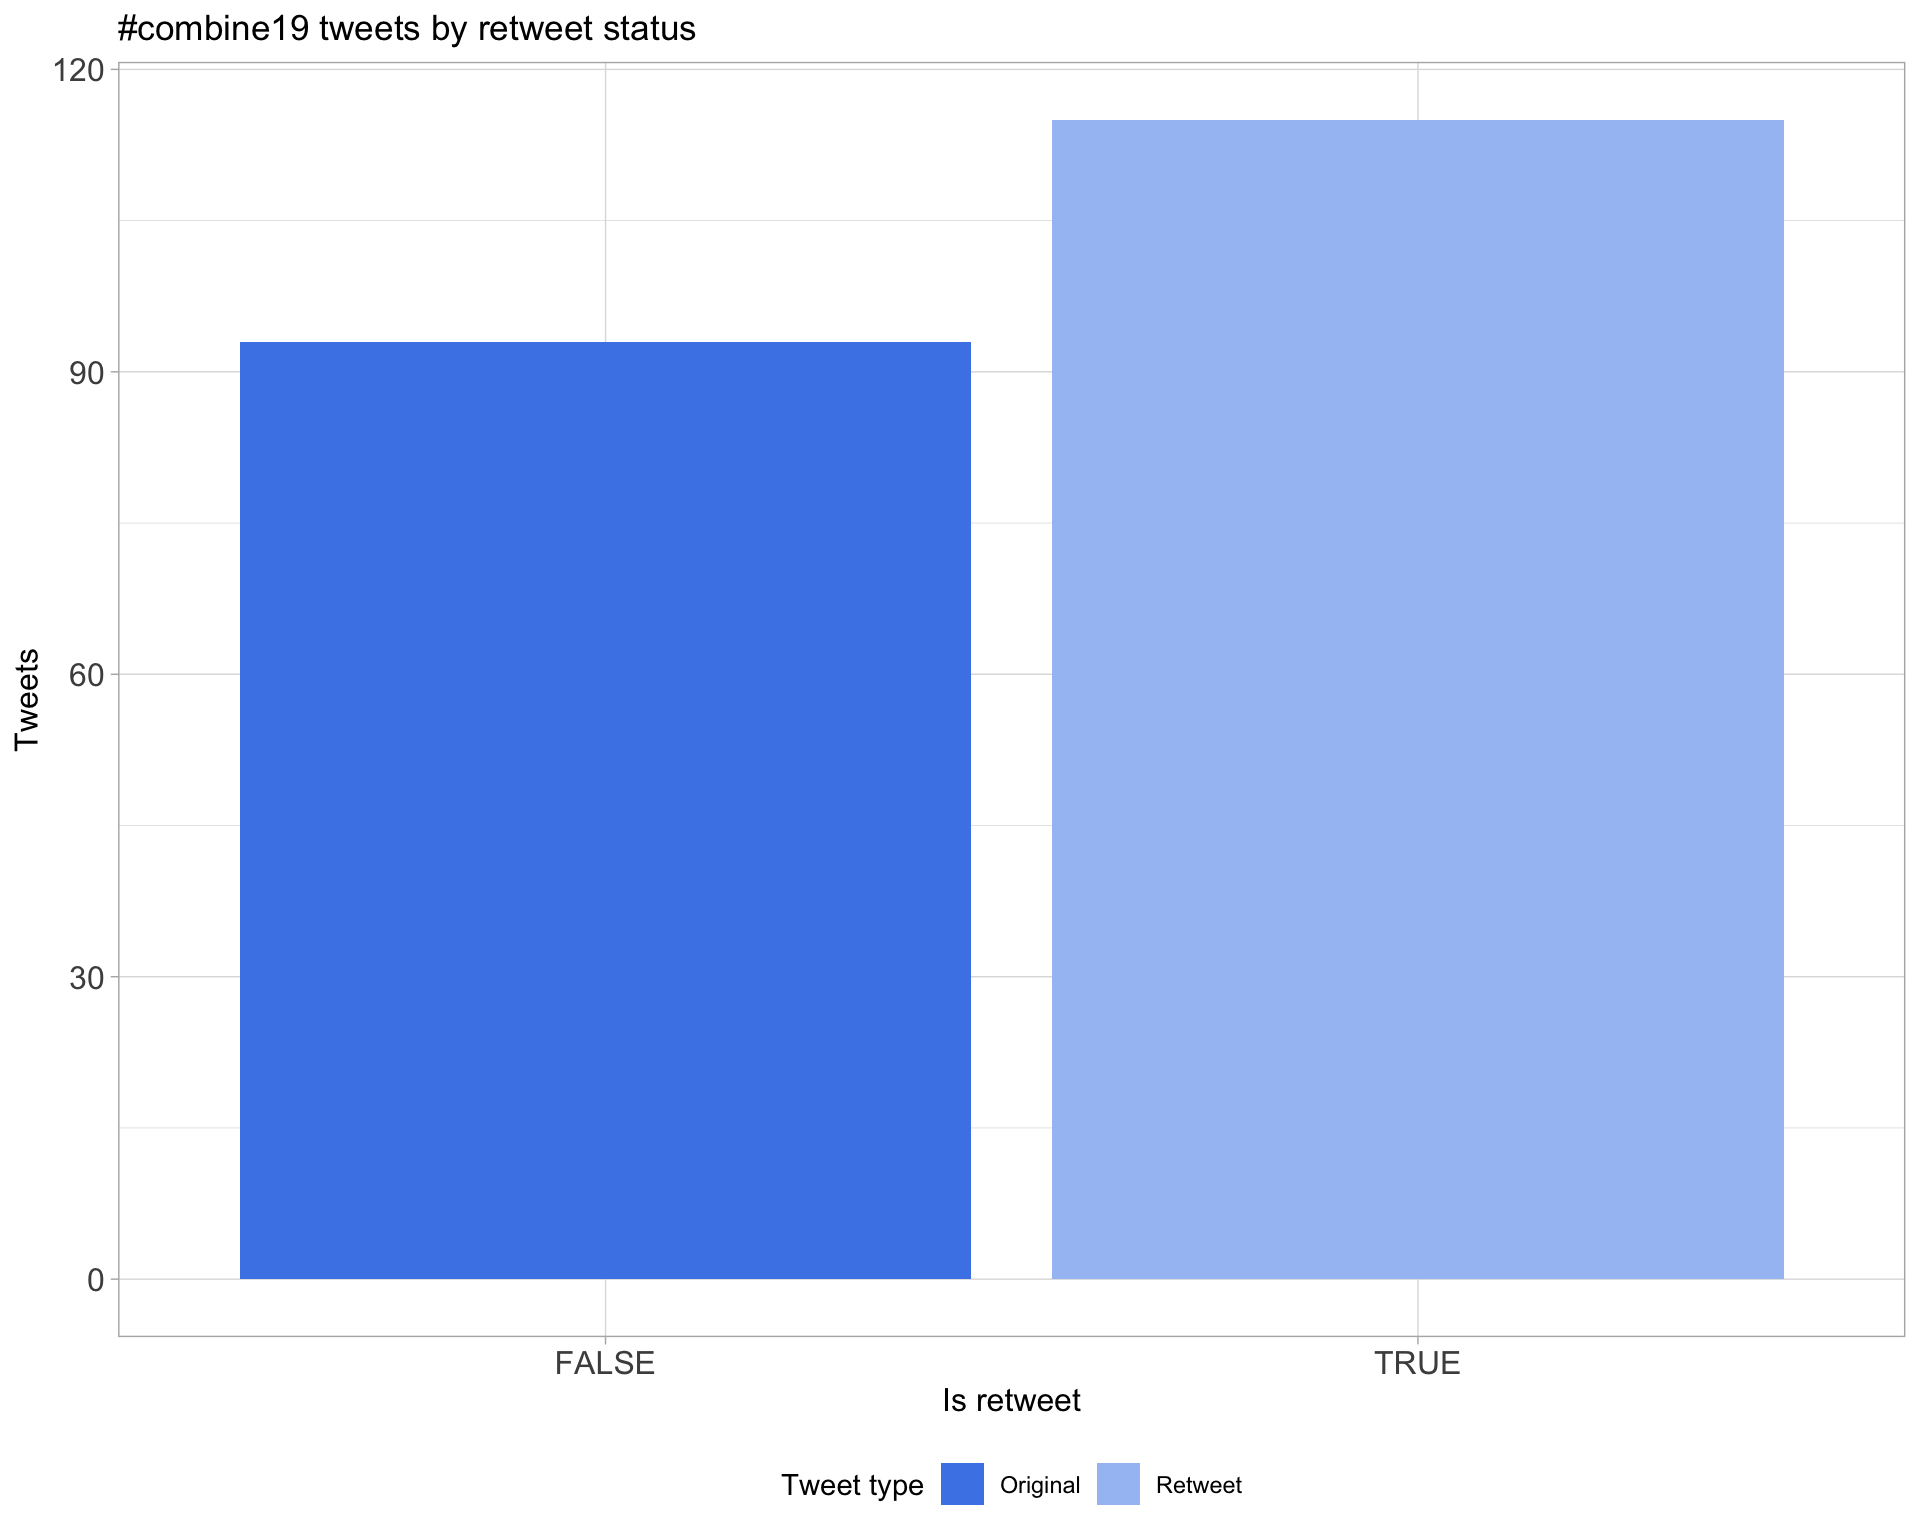 #combine19 tweets by retweet status
120
90
60
30
0
Tweets
FALSE
TRUE
Is retweet
Tweet type
Original
Retweet